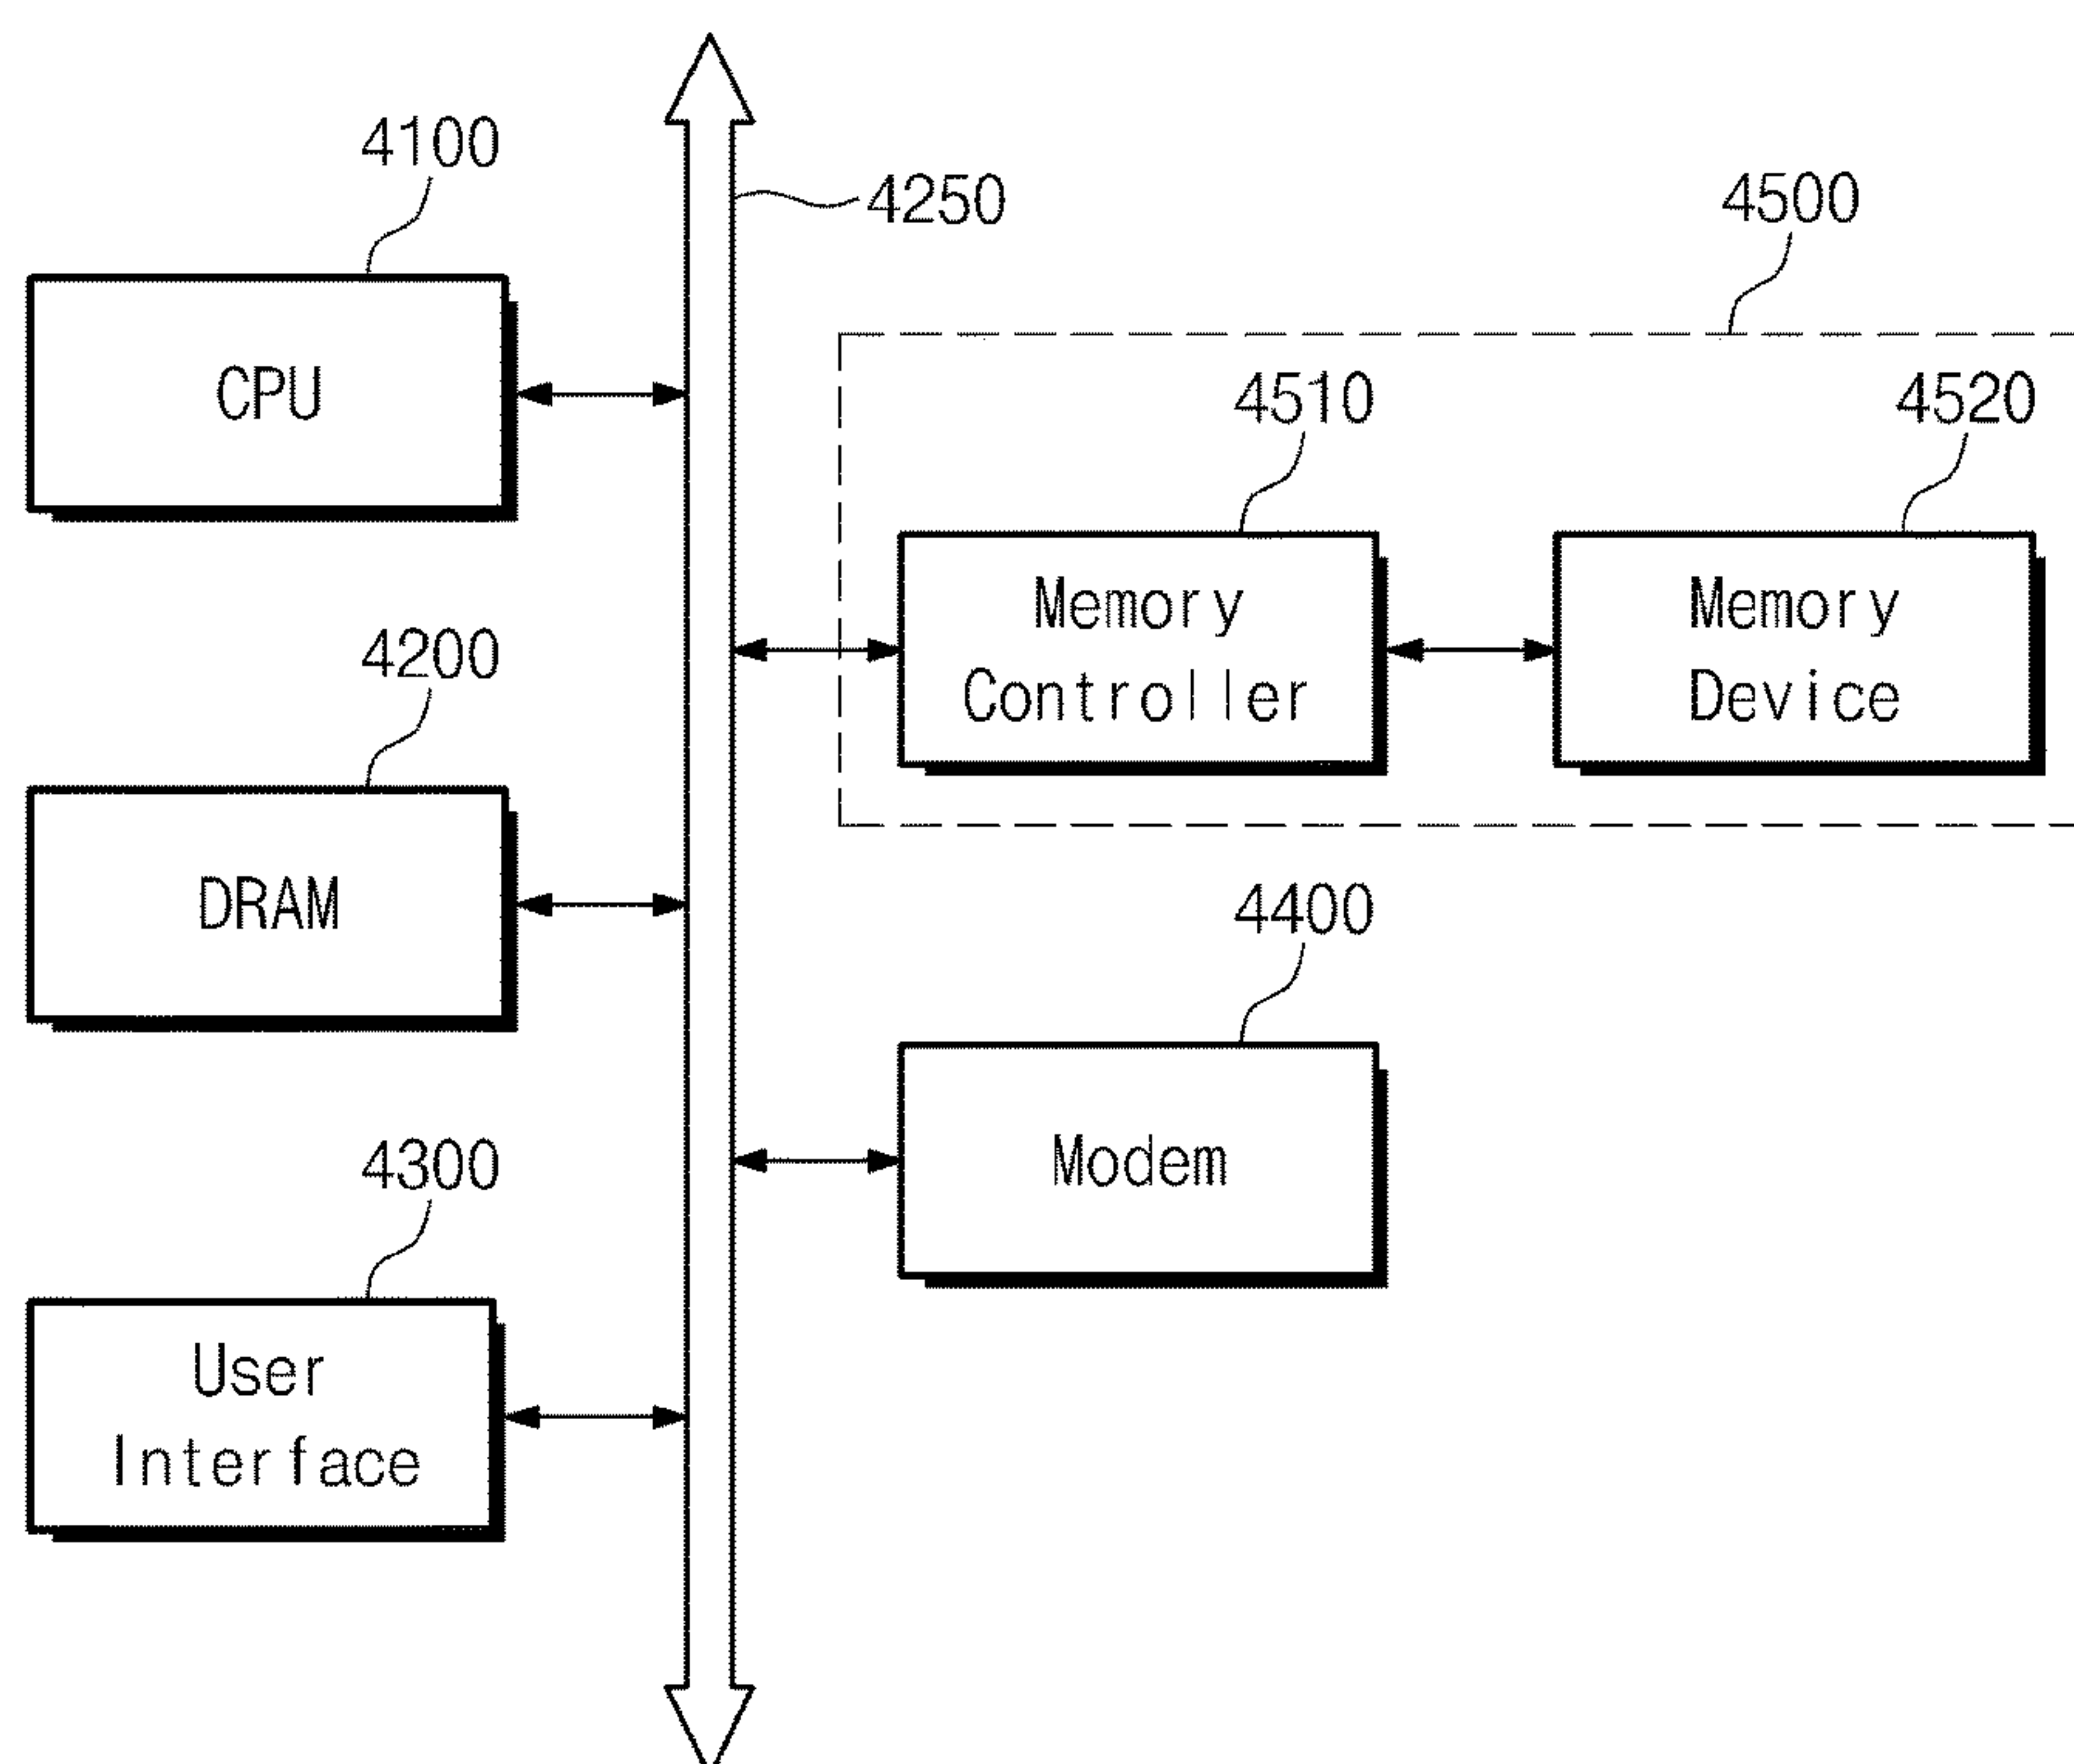 4100
4250
4500
CPU
4510
4520
Memory
Controller
Memory
Device
4200
DRAM
4400
Modem
4300
User
Interface